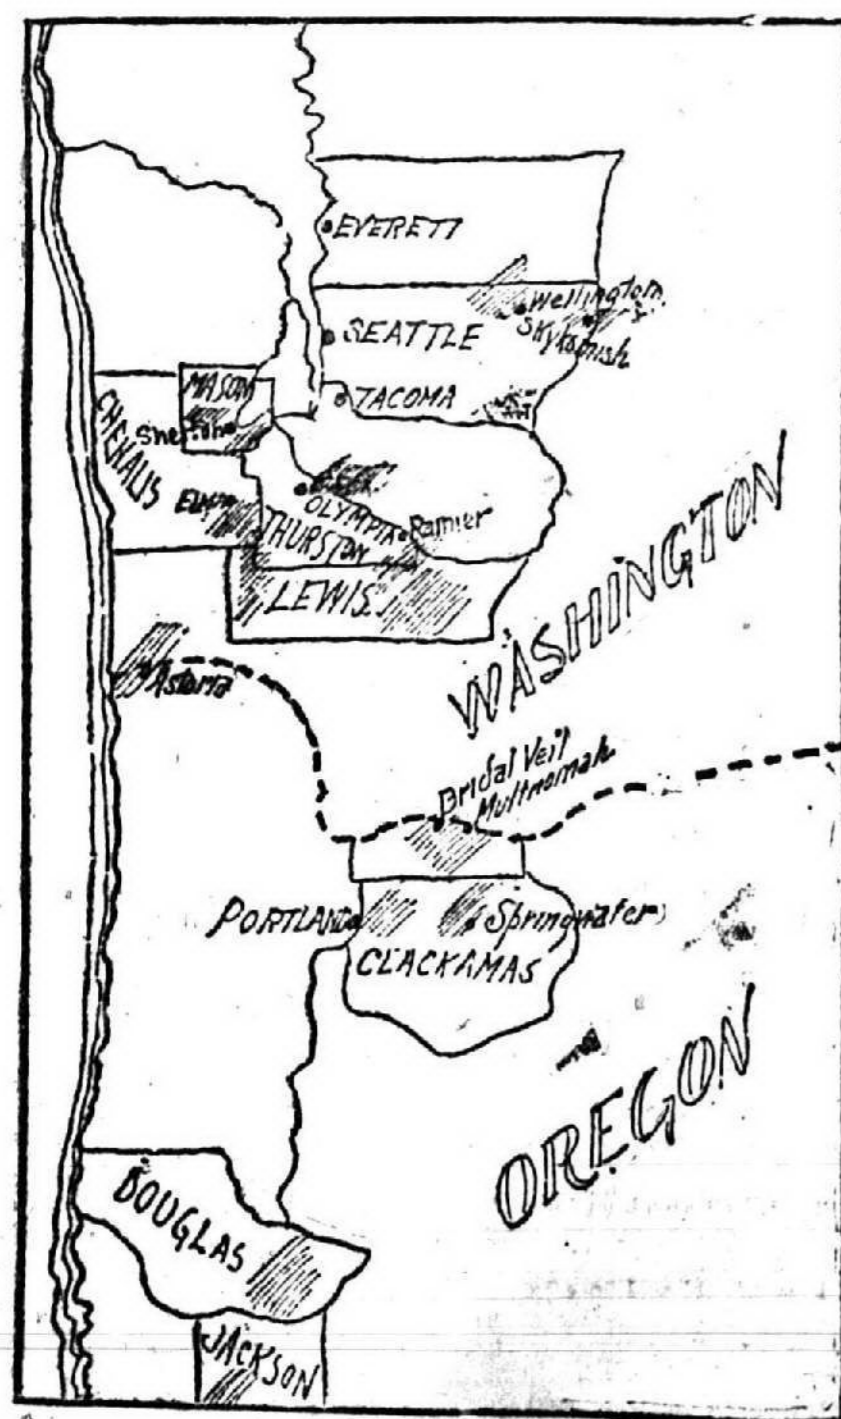 EVERETT
Wellington
Skykomish
SEATTLE
MASON
TACOMA
CHEHALIS
Shelton
OLYMPIA
Rainier
THURSTON
LEWIS
WASHINGTON
Astoria
Bridal Veil
Multnomah
PORTLAND
Springwater
CLACKAMAS
OREGON
DOUGLAS
JACKSON